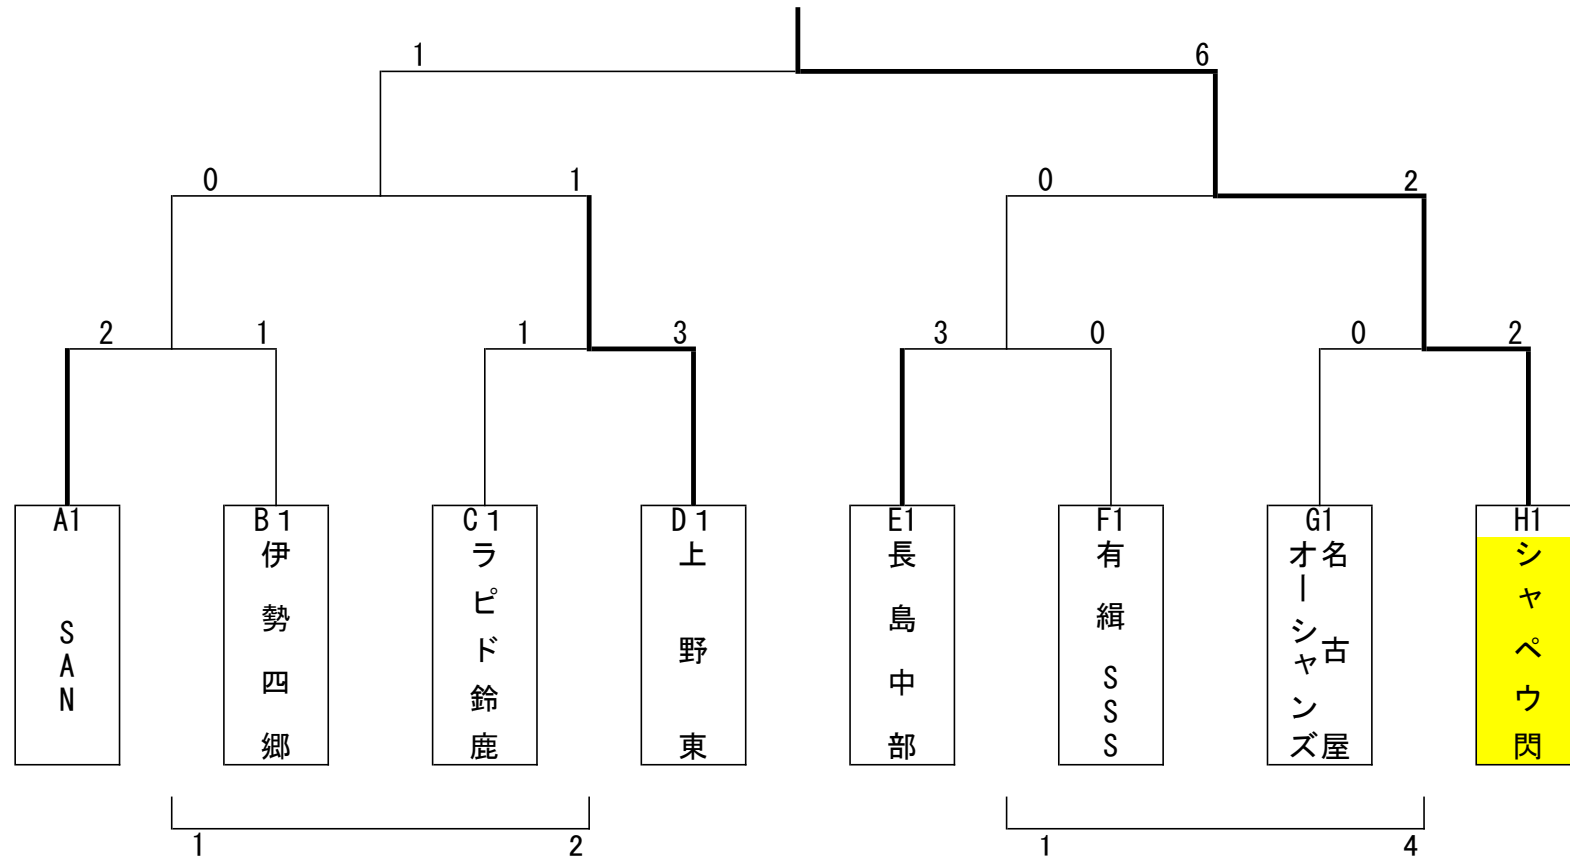 1 6
0 1 0 2
2 1 1 3 3 0 0 2
A1 B1 C1 D1 E1 F1 G1 H1
SAN
伊勢四郷
ラピド鈴鹿
上野東
長島中部
有緝SSS
名古屋
オーシャンズ
シャペウ閃
1 2 1 4